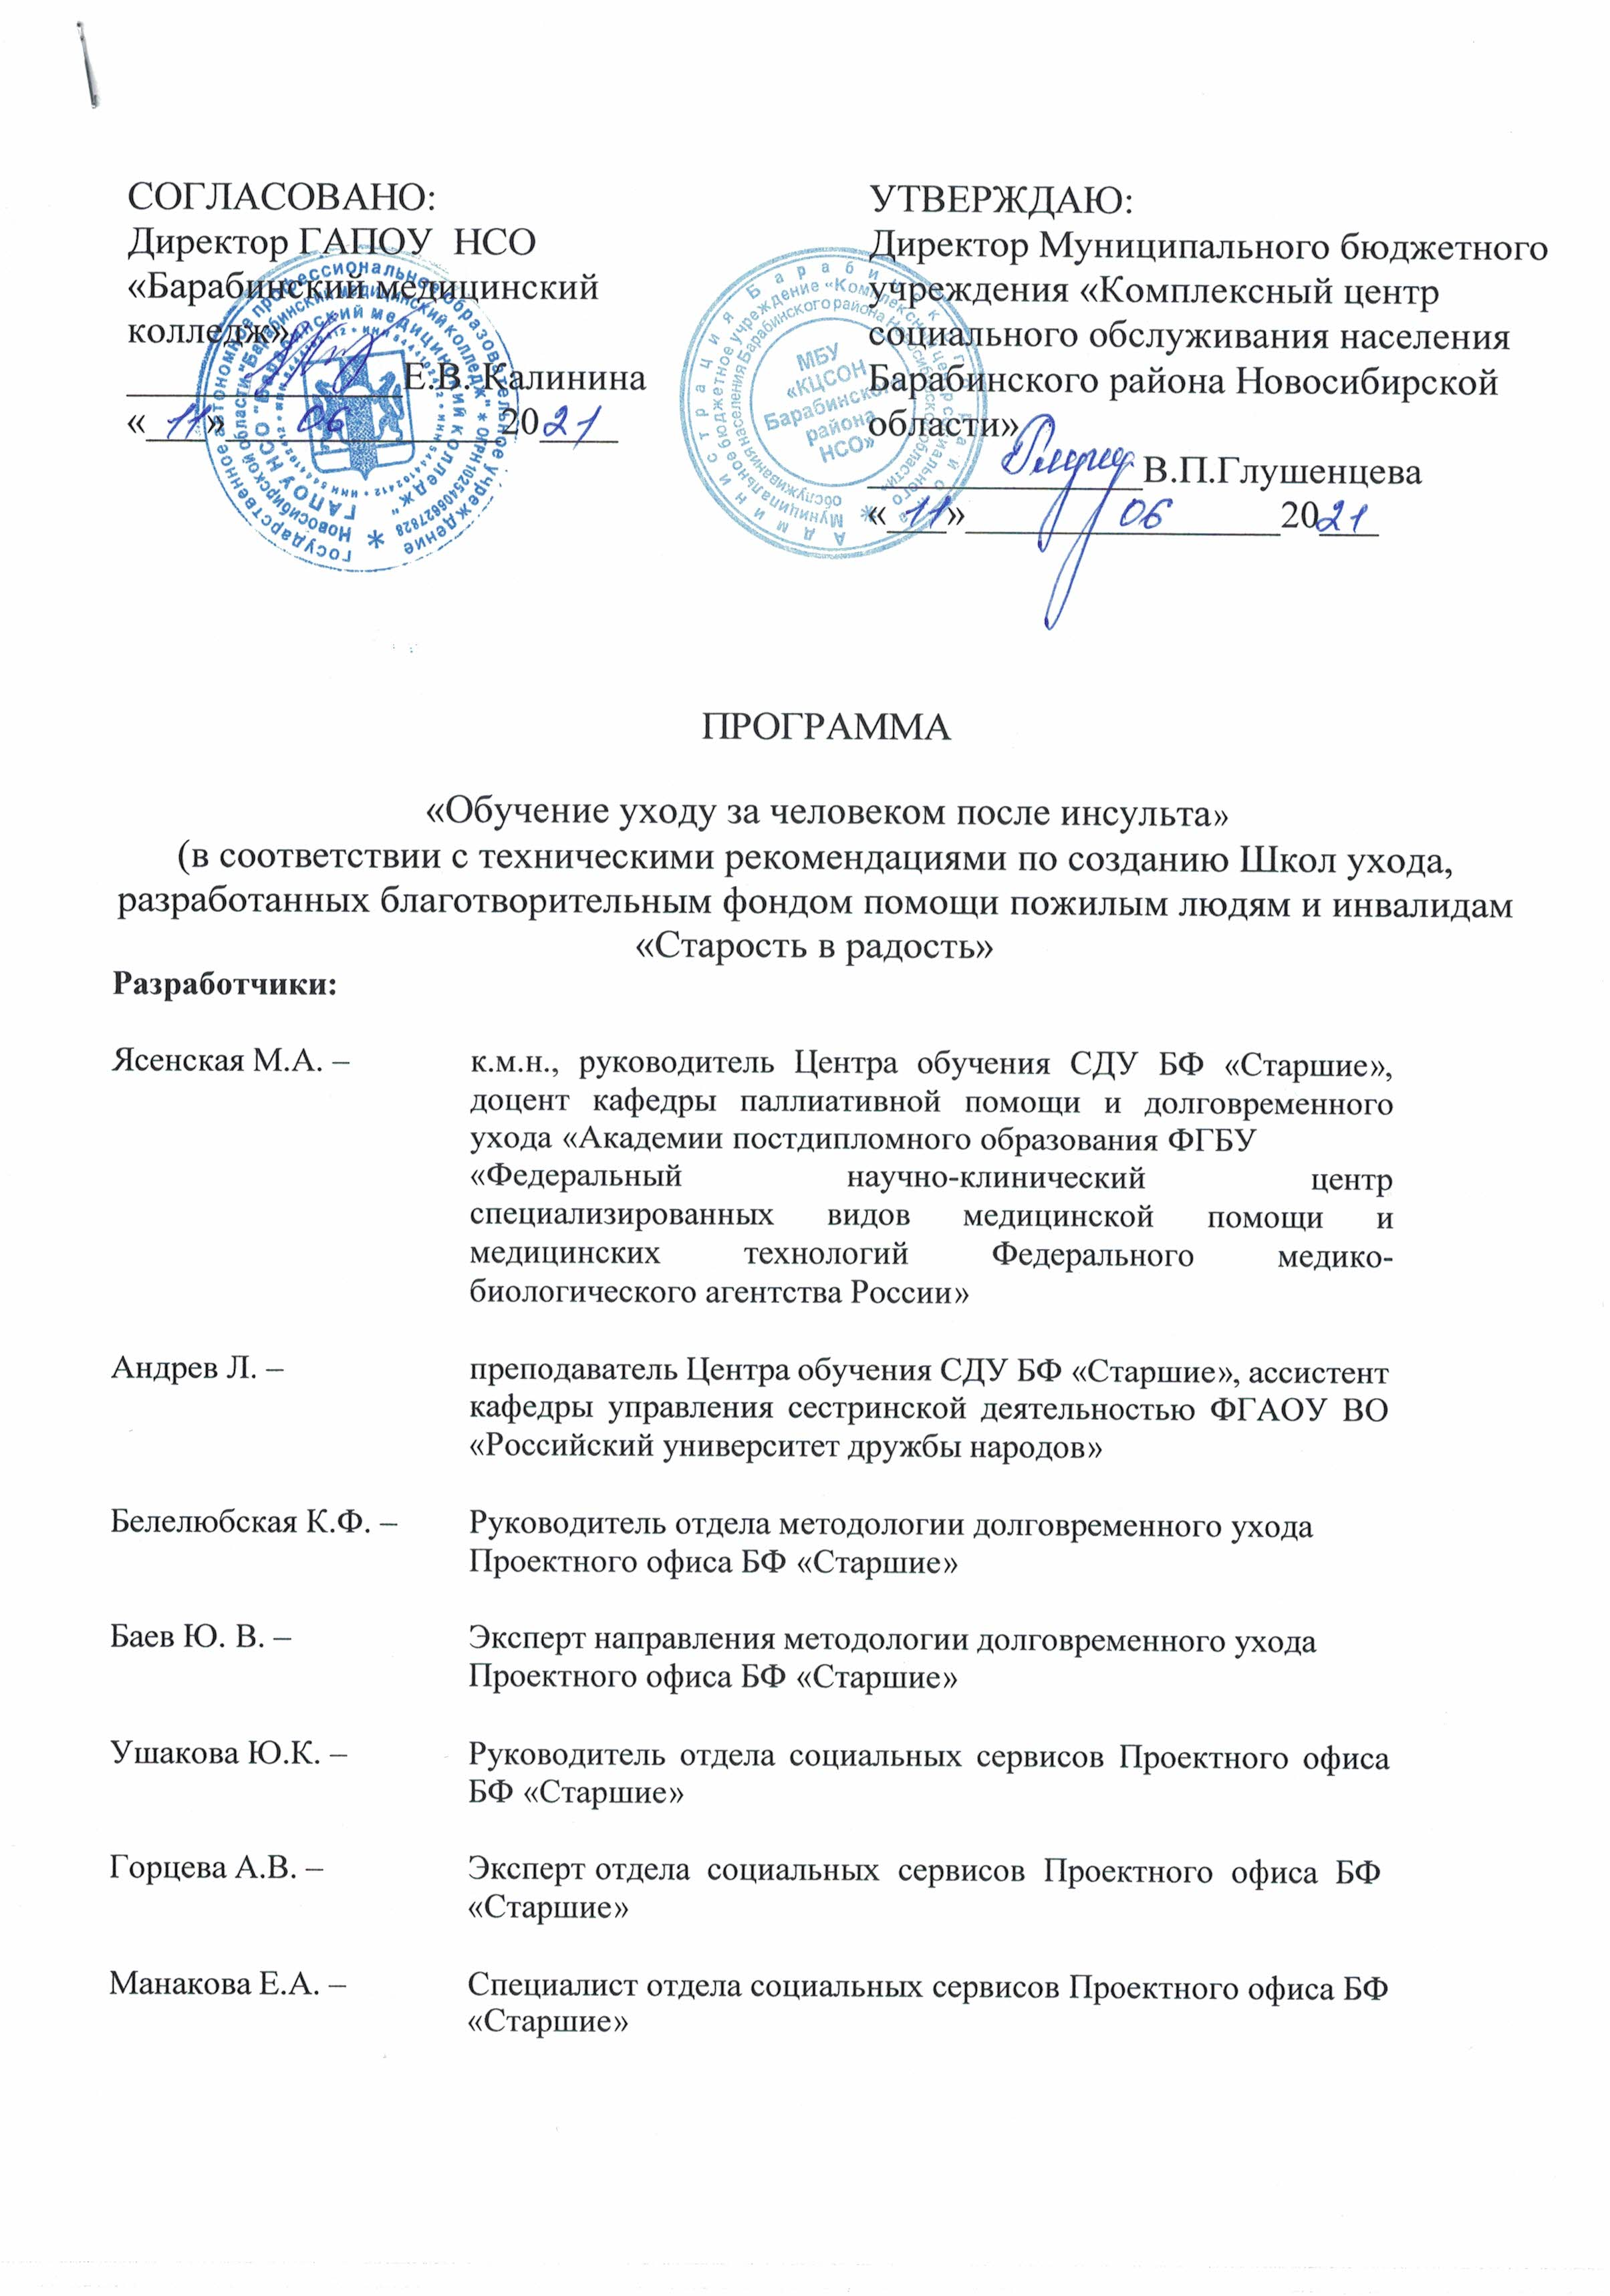 СОГЛАСОВАНО:
Директор ГАПОУ НСО
«Барабинский медицинский
колледж»
____________Е.В. Калинина
«11» 06 2021
УТВЕРЖДАЮ:
Директор Муниципального бюджетного
учреждения «Комплексный центр
социального обслуживания населения
Барабинского района Новосибирской
области»
____________В.П.Глушенцева
«11» 06 2021
МБУ
«КЦСОН
Барабинского
района
НСО»
ПРОГРАММА
«Обучение уходу за человеком после инсульта»
(в соответствии с техническими рекомендациями по созданию Школ ухода,
разработанных благотворительным фондом помощи пожилым людям и инвалидам
«Старость в радость»
Разработчики:
Ясенская М.А. – к.м.н., руководитель Центра обучения СДУ БФ «Старшие»,
доцент кафедры паллиативной помощи и долговременного
ухода «Академии постдипломного образования ФГБУ
«Федеральный научно-клинический центр
специализированных видов медицинской помощи и
медицинских технологий Федерального медико-
биологического агентства России»
Андрев Л. – преподаватель Центра обучения СДУ БФ «Старшие», ассистент
кафедры управления сестринской деятельностью ФГАОУ ВО
«Российский университет дружбы народов»
Белелюбская К.Ф. – Руководитель отдела методологии долговременного ухода
Проектного офиса БФ «Старшие»
Баев Ю. В. – Эксперт направления методологии долговременного ухода
Проектного офиса БФ «Старшие»
Ушакова Ю.К. – Руководитель отдела социальных сервисов Проектного офиса
БФ «Старшие»
Горцева А.В. – Эксперт отдела социальных сервисов Проектного офиса БФ
«Старшие»
Манакова Е.А. – Специалист отдела социальных сервисов Проектного офиса БФ
«Старшие»